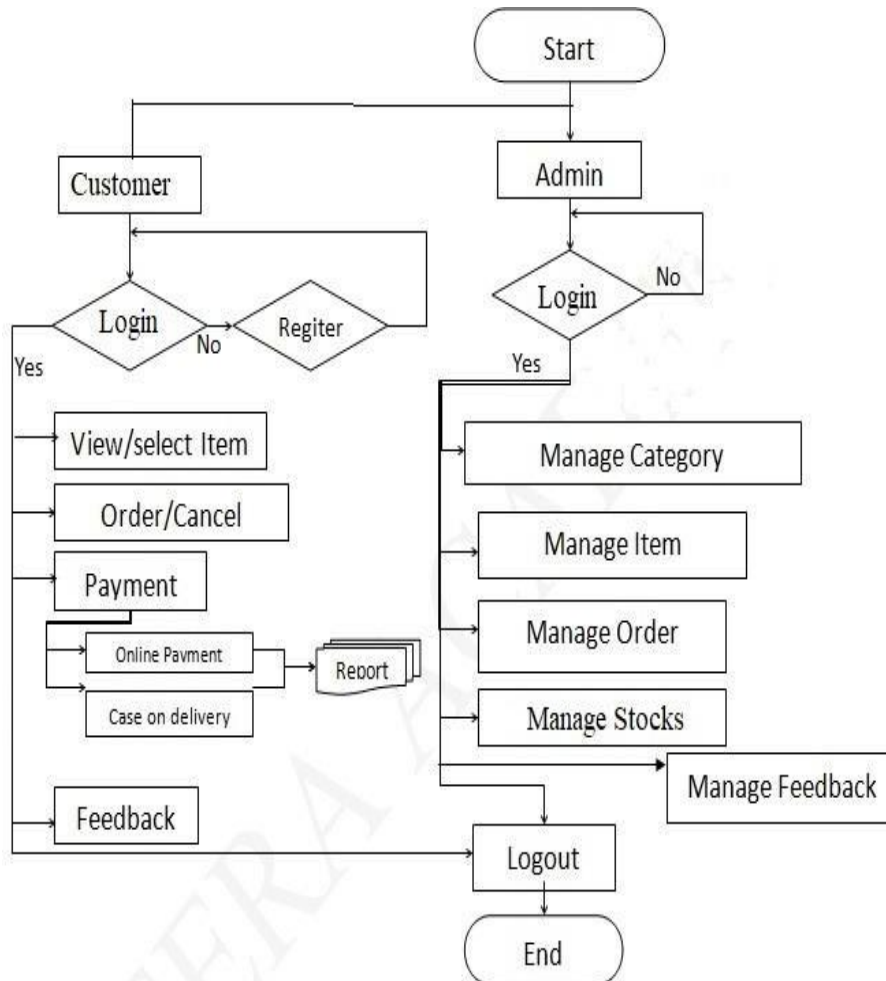 Start
Customer
Admin
Login
No
Regiter
Yes
Login
No
Yes
View/select Item
Order/Cancel
Payment
Online Pavment
Case on delivery
Report
Feedback
Manage Category
Manage Item
Manage Order
Manage Stocks
Manage Feedback
Logout
End